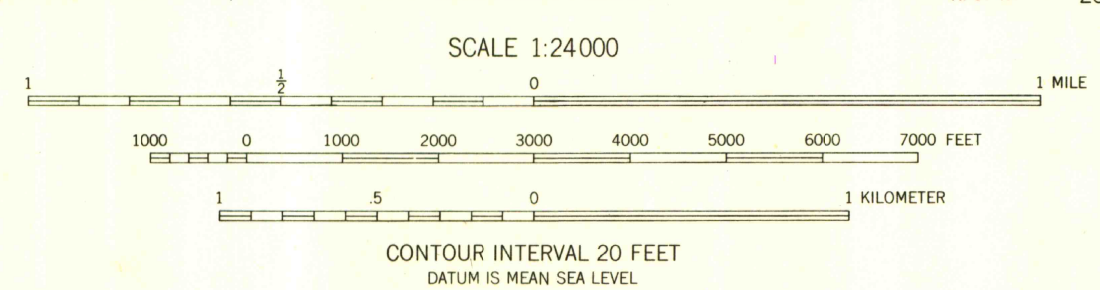 SCALE 1:24000
1 ½ 0 1 MILE
1000 0 1000 2000 3000 4000 5000 6000 7000 FEET
1 .5 0 1 KILOMETER
CONTOUR INTERVAL 20 FEET
DATUM IS MEAN SEA LEVEL